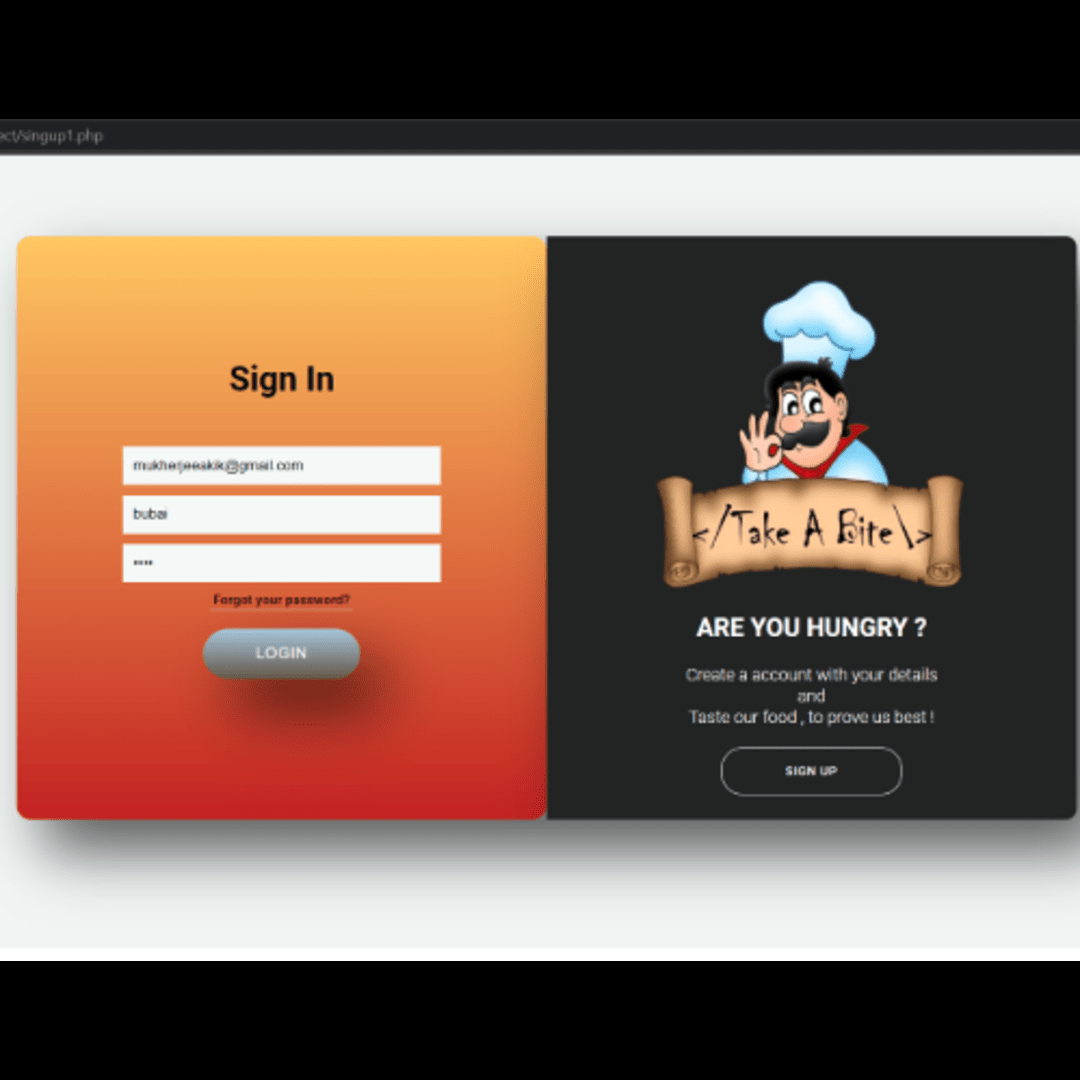 ect/singup1.php
Sign In
mukherjeeakik@gmail.com
bubai
••••
Forgot your password?
LOGIN
</Take A Bite\>
ARE YOU HUNGRY ?
Create a account with your details
and
Taste our food , to prove us best !
SIGN UP